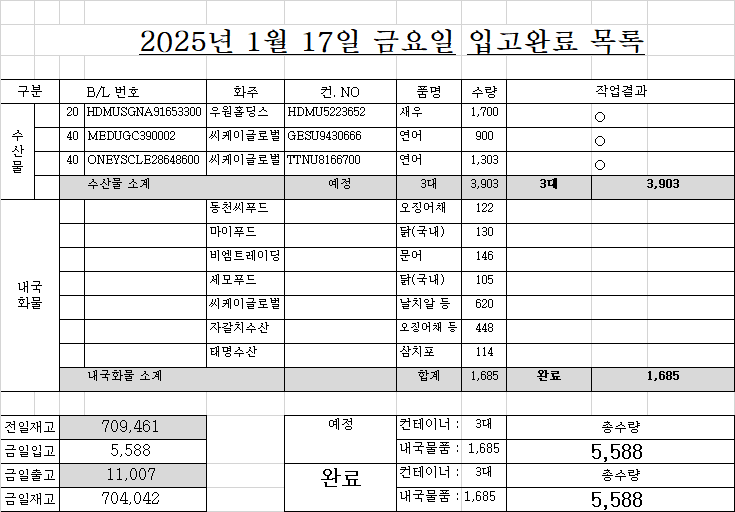 2025년 1월 17일 금요일 입고완료 목록
구분 B/L 번호 화주 컨. NO 품명 수량 작업결과
수산물
20 HDMUSGNA91653300 우원홀딩스 HDMU5223652 새우 1,700 ○
40 MEDUGC390002 씨케이글로벌 GESU9430666 연어 900 ○
40 ONEYSCLE28648600 씨케이글로벌 TTNU8166700 연어 1,303 ○
수산물 소계 예정 3대 3,903 3대 3,903
내국화물
동천씨푸드 오징어채 122
마이푸드 닭(국내) 130
비엠트레이딩 문어 146
세모푸드 닭(국내) 105
씨케이글로벌 날치알 등 620
자갈치수산 오징어채 등 448
태명수산 삼치포 114
내국화물 소계 합계 1,685 완료 1,685
전일재고 709,461 예정 컨테이너 : 3대 총수량
금일입고 5,588 내국물품 : 1,685 5,588
금일출고 11,007 완료 컨테이너 : 3대 총수량
금일재고 704,042 내국물품 : 1,685 5,588